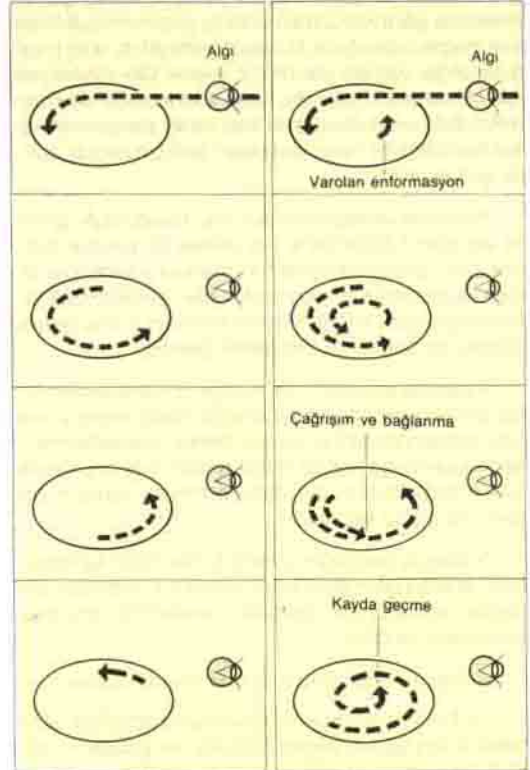 Algı
Algı
Varolan enformasyon
Çağrışım ve bağlanma
Kayda geçme